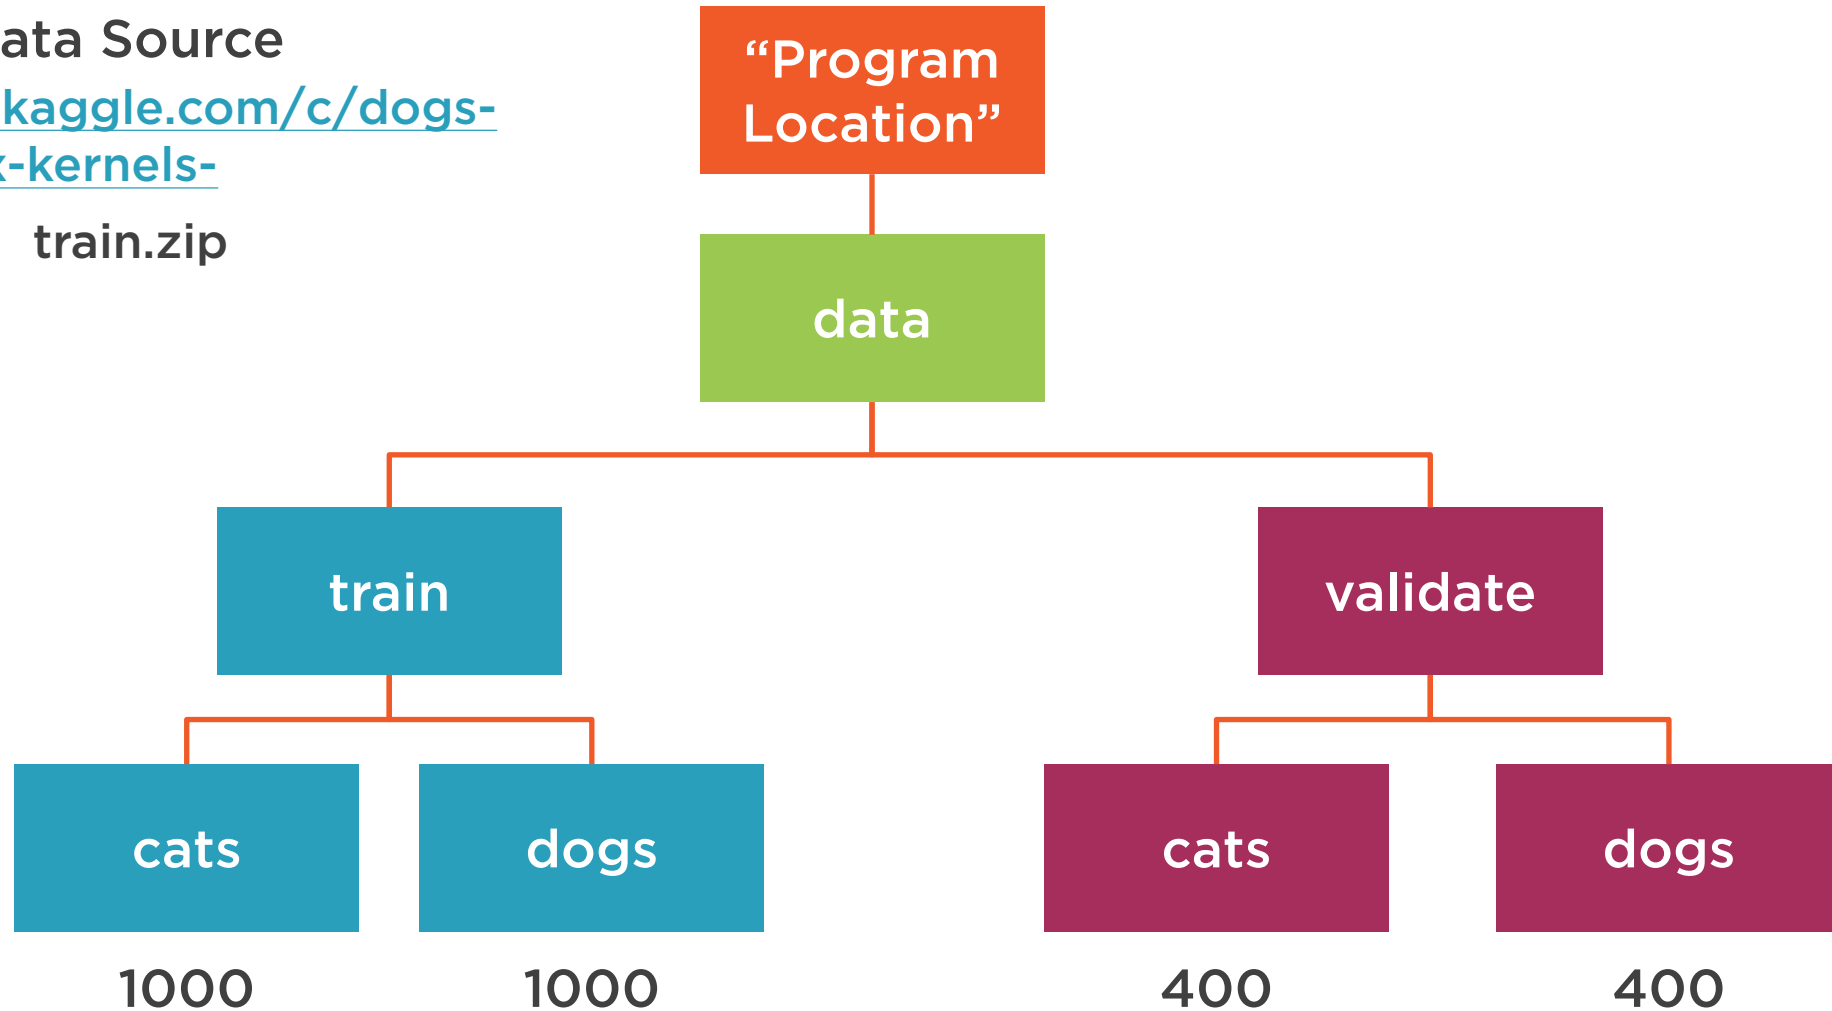 ata Source
kaggle.com/c/dogs-
x-kernels-
train.zip
“Program
Location”
data
train
validate
cats
dogs
cats
dogs
1000
1000
400
400